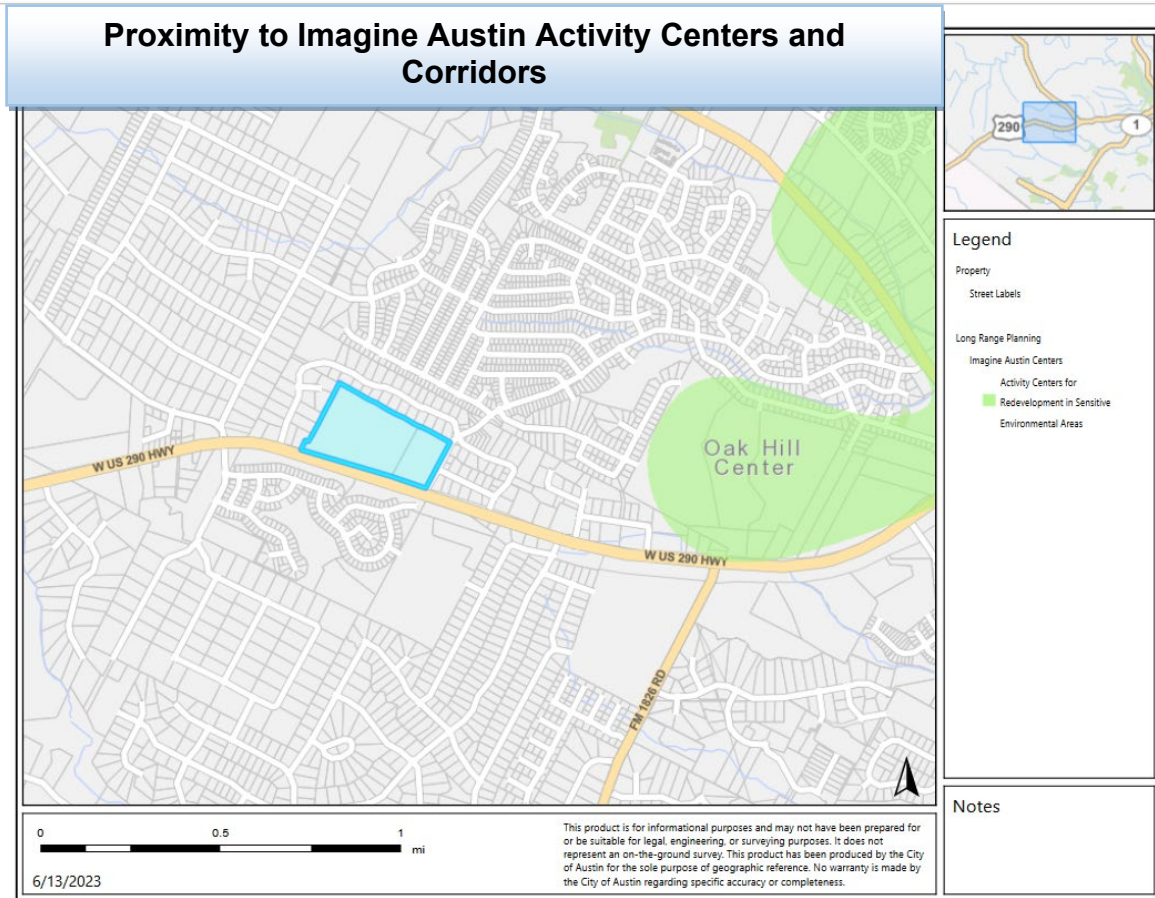 Proximity to Imagine Austin Activity Centers and
Corridors
290
1
W US 290 HWY
Oak Hill
Center
W US 290 HWY
FM 1826 RD
Legend
Property
Street Labels
Long Range Planning
Imagine Austin Centers
Activity Centers for
Redevelopment in Sensitive
Environmental Areas
Notes
0 0.5 1
mi
6/13/2023
This product is for informational purposes and may not have been prepared for
or be suitable for legal, engineering, or surveying purposes. It does not
represent an on-the-ground survey. This product has been produced by the City
of Austin for the sole purpose of geographic reference. No warranty is made by
the City of Austin regarding specific accuracy or completeness.